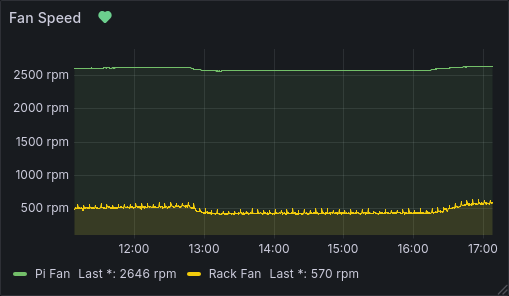 Fan Speed
2500 rpm
2000 rpm
1500 rpm
1000 rpm
500 rpm
12:00 13:00 14:00 15:00 16:00 17:00
Pi Fan Last *: 2646 rpm Rack Fan Last *: 570 rpm